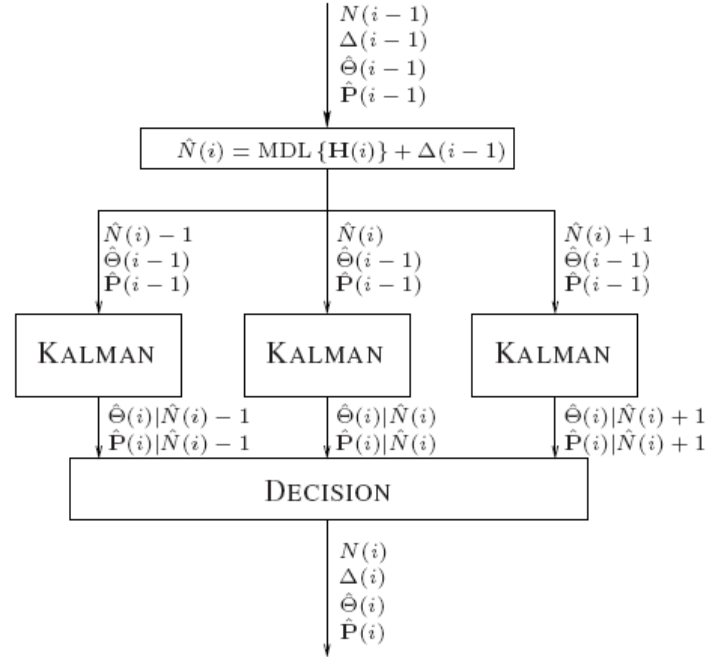 N(i − 1)
Δ(i − 1)
Θ̂(i − 1)
P̂(i − 1)
N̂(i) = MDL {H(i)} + Δ(i − 1)
N̂(i) − 1
Θ̂(i − 1)
P̂(i − 1)
N̂(i)
Θ̂(i − 1)
P̂(i − 1)
N̂(i) + 1
Θ̂(i − 1)
P̂(i − 1)
KALMAN
KALMAN
KALMAN
Θ̂(i)|N̂(i) − 1
P̂(i)|N̂(i) − 1
Θ̂(i)|N̂(i)
P̂(i)|N̂(i)
Θ̂(i)|N̂(i) + 1
P̂(i)|N̂(i) + 1
DECISION
N(i)
Δ(i)
Θ̂(i)
P̂(i)